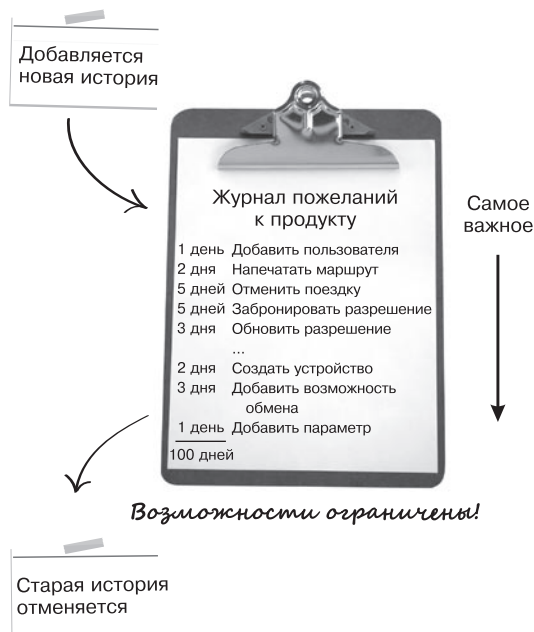 Добавляется
новая история
Журнал пожеланий
к продукту
Самое
важное
1 день Добавить пользователя
2 дня Напечатать маршрут
5 дней Отменить поездку
5 дней Забронировать разрешение
3 дня Обновить разрешение
...
2 дня Создать устройство
3 дня Добавить возможность
обмена
1 день Добавить параметр
100 дней
Возможности ограничены!
Старая история
отменяется